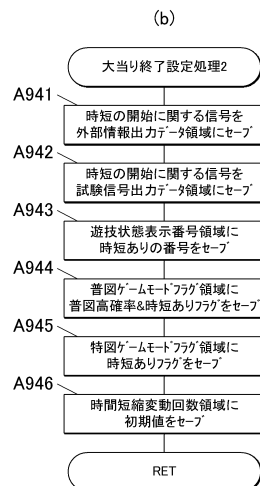 (b)
大当り終了設定処理2
A941
時短の開始に関する信号を
外部情報出力データ領域にセーブ
A942
時短の開始に関する信号を
試験信号出力データ領域にセーブ
A943
遊技状態表示番号領域に
時短ありの番号をセーブ
A944
普図ゲームモードフラグ領域に
普図高確率&時短ありフラグをセーブ
A945
特図ゲームモードフラグ領域に
時短ありフラグをセーブ
A946
時間短縮変動回数領域に
初期値をセーブ
RET